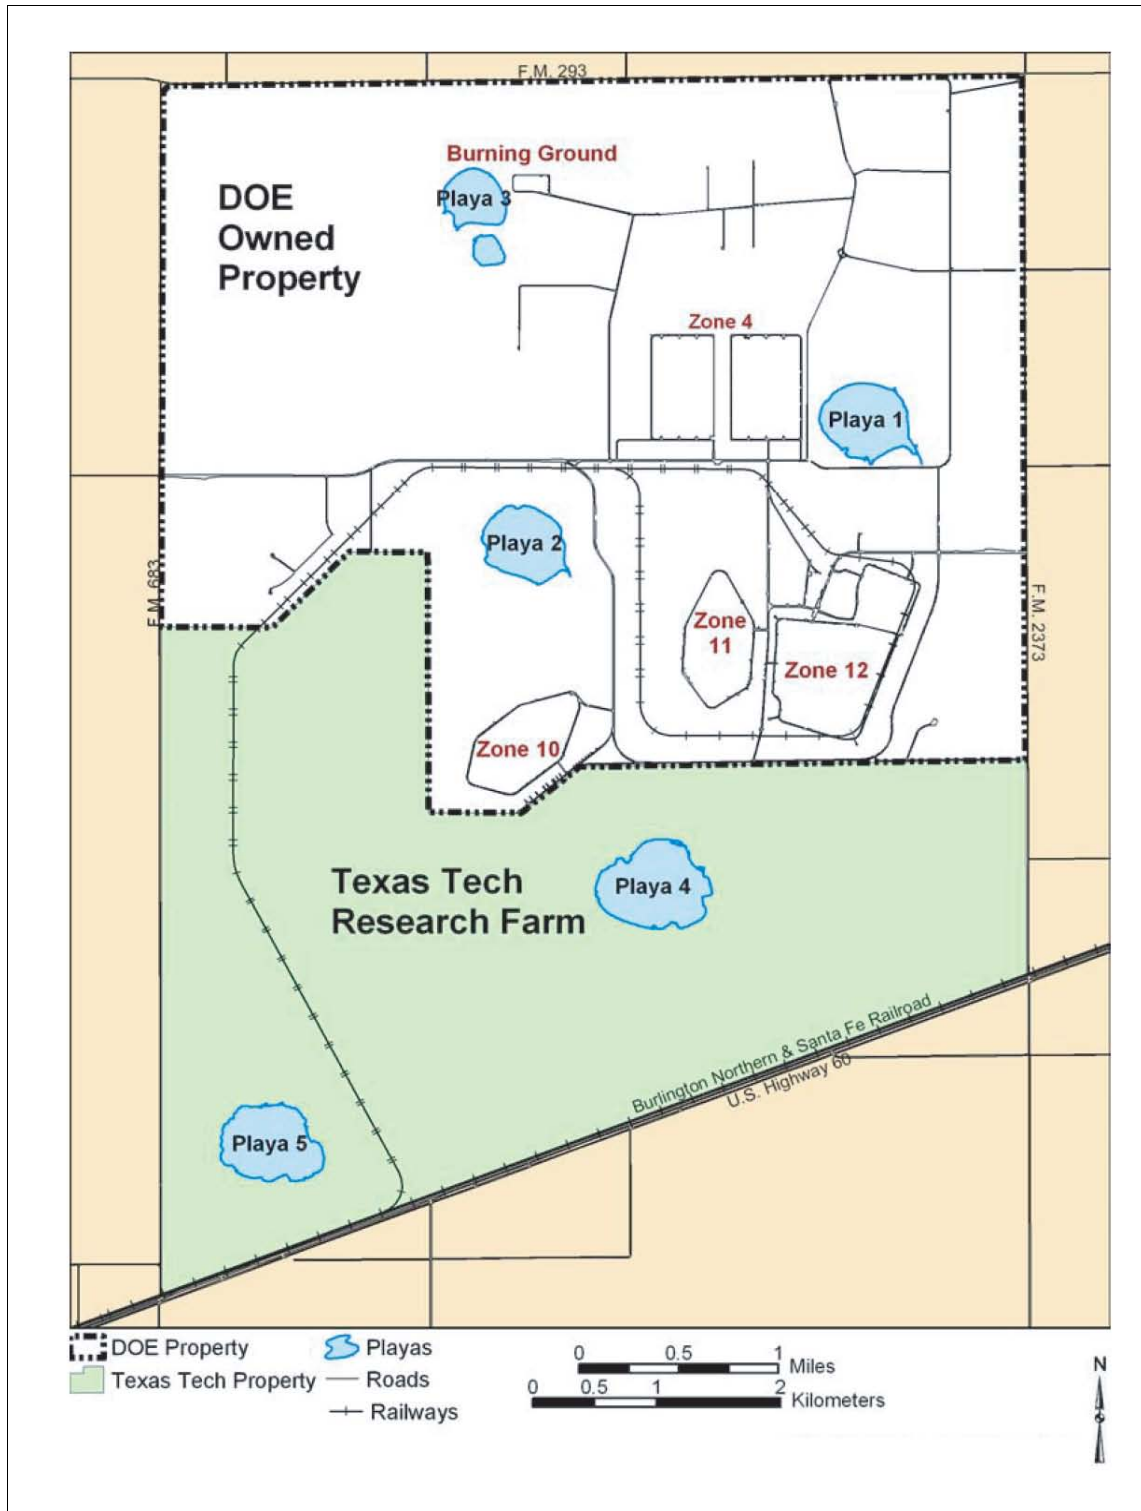 F.M. 293
Burning Ground
Playa 3
DOE
Owned
Property
Zone 4
Playa 1
Playa 2
F.M. 683
F.M. 2373
Zone
11
Zone 12
Zone 10
Texas Tech
Research Farm
Playa 4
Burlington Northern & Santa Fe Railroad
U.S. Highway 60
Playa 5
DOE Property
Texas Tech Property
Playas
Roads
Railways
0 0.5 1
Miles
0 0.5 1 2
Kilometers
N